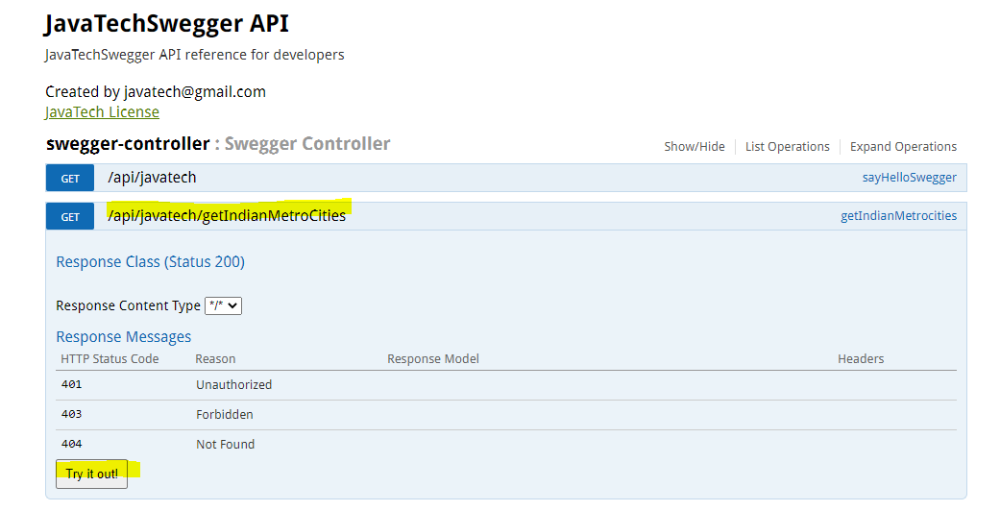 JavaTechSwegger API
JavaTechSwegger API reference for developers
Created by javatech@gmail.com
JavaTech License
swegger-controller : Swegger Controller
Show/Hide List Operations Expand Operations
GET /api/javatech sayHelloSwegger
GET /api/javatech/getIndianMetroCities getIndianMetrocities
Response Class (Status 200)
Response Content Type */*
Response Messages
HTTP Status Code Reason Response Model Headers
401 Unauthorized
403 Forbidden
404 Not Found
Try it out!